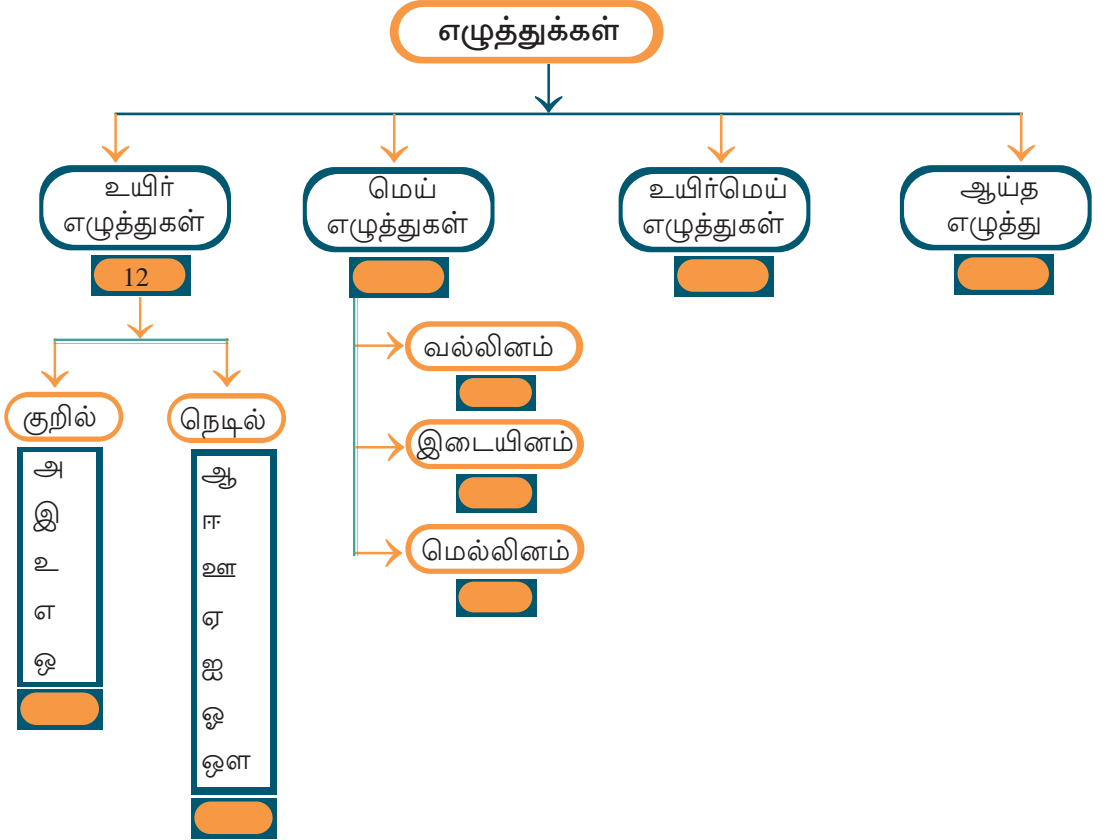 எழுத்துக்கள்
உயிர்
எழுத்துகள்
12
மெய்
எழுத்துகள்
உயிர்மெய்
எழுத்துகள்
ஆய்த
எழுத்து
குறில்
அ
இ
உ
எ
ஒ
நெடில்
ஆ
ஈ
ஊ
ஏ
ஐ
ஓ
ஔ
வல்லினம்
இடையினம்
மெல்லினம்